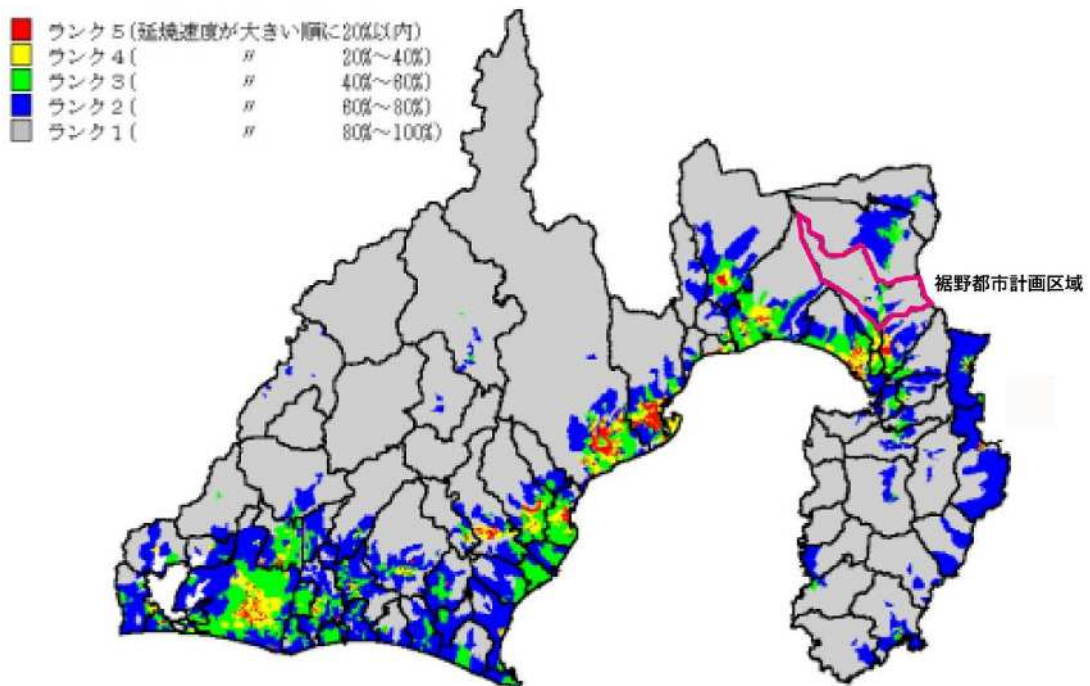 ランク５(延焼速度が大きい順に20%以内)
ランク４( 〃 20%～40%)
ランク３( 〃 40%～60%)
ランク２( 〃 60%～80%)
ランク１( 〃 80%～100%)
裾野都市計画区域